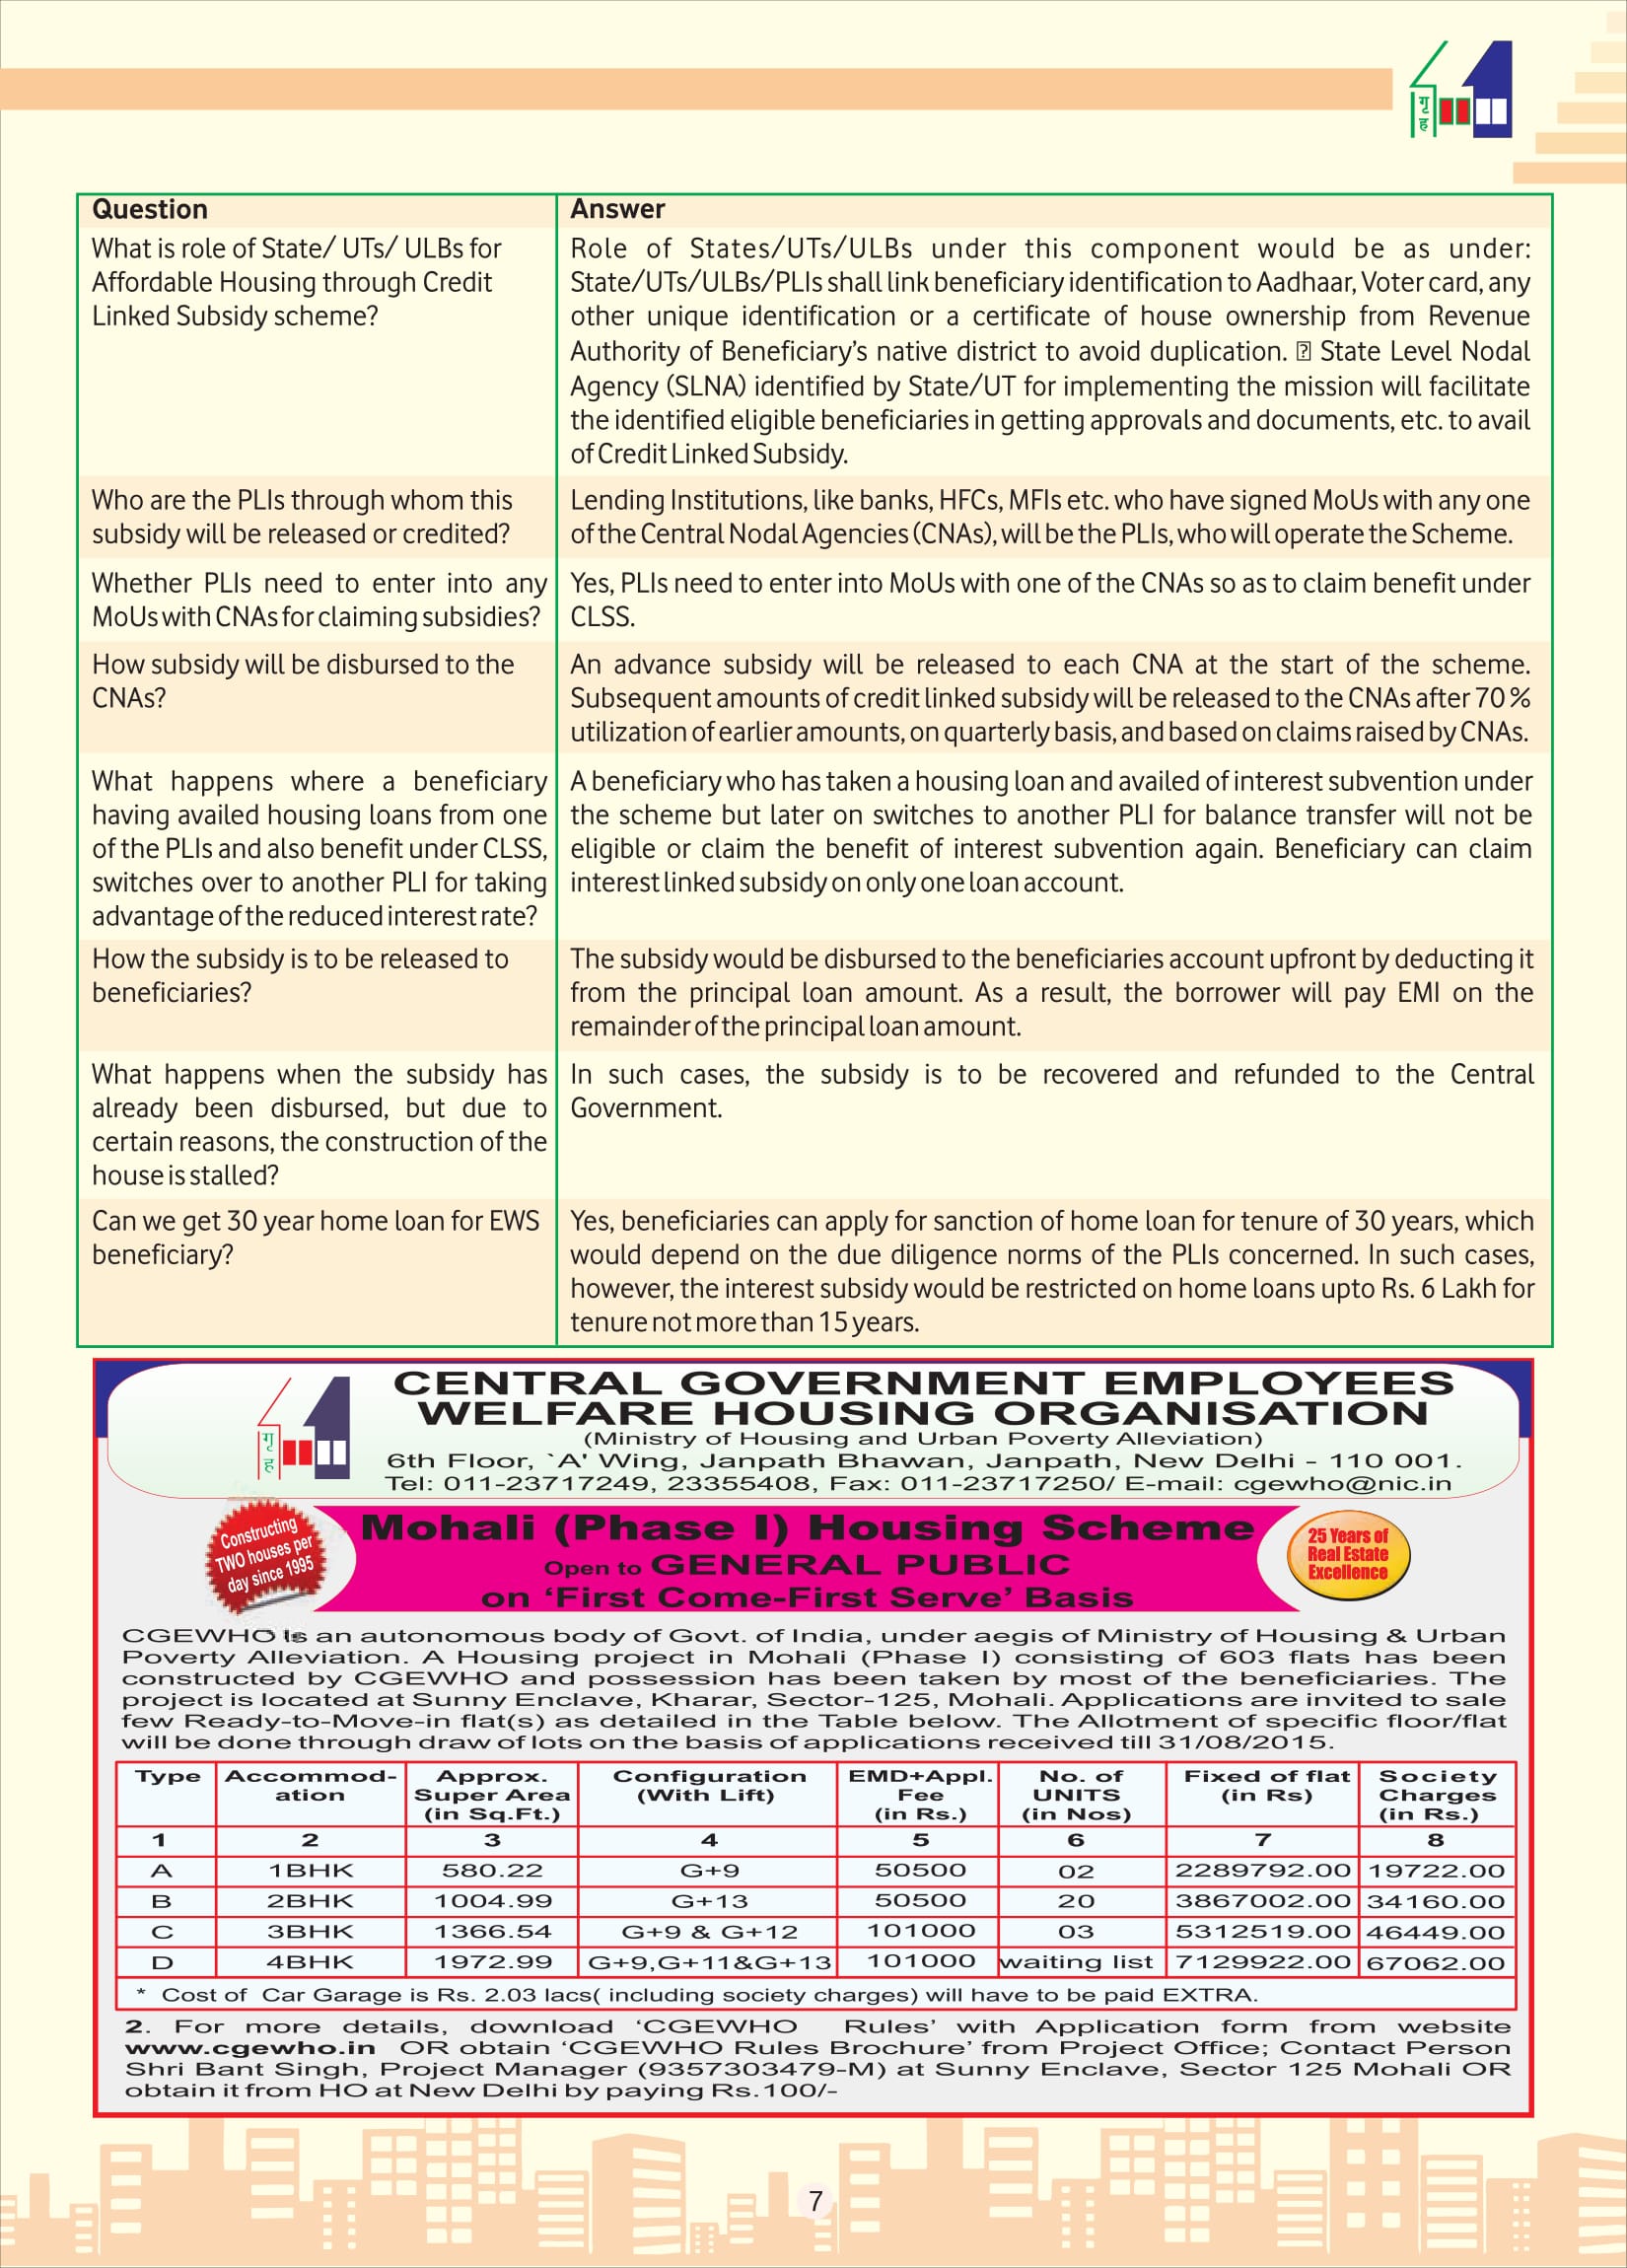 गृह
Question
Answer
What is role of State/ UTs/ ULBs for
Affordable Housing through Credit
Linked Subsidy scheme?
Role of States/UTs/ULBs under this component would be as under:
State/UTs/ULBs/PLIs shall link beneficiary identification to Aadhaar, Voter card, any
other unique identification or a certificate of house ownership from Revenue
Authority of Beneficiary’s native district to avoid duplication. ⍰ State Level Nodal
Agency (SLNA) identified by State/UT for implementing the mission will facilitate
the identified eligible beneficiaries in getting approvals and documents, etc. to avail
of Credit Linked Subsidy.
Who are the PLIs through whom this
subsidy will be released or credited?
Lending Institutions, like banks, HFCs, MFIs etc. who have signed MoUs with any one
of the Central Nodal Agencies (CNAs), will be the PLIs, who will operate the Scheme.
Whether PLIs need to enter into any
MoUs with CNAs for claiming subsidies?
Yes, PLIs need to enter into MoUs with one of the CNAs so as to claim benefit under
CLSS.
How subsidy will be disbursed to the
CNAs?
An advance subsidy will be released to each CNA at the start of the scheme.
Subsequent amounts of credit linked subsidy will be released to the CNAs after 70 %
utilization of earlier amounts, on quarterly basis, and based on claims raised by CNAs.
What happens where a beneficiary
having availed housing loans from one
of the PLIs and also benefit under CLSS,
switches over to another PLI for taking
advantage of the reduced interest rate?
A beneficiary who has taken a housing loan and availed of interest subvention under
the scheme but later on switches to another PLI for balance transfer will not be
eligible or claim the benefit of interest subvention again. Beneficiary can claim
interest linked subsidy on only one loan account.
How the subsidy is to be released to
beneficiaries?
The subsidy would be disbursed to the beneficiaries account upfront by deducting it
from the principal loan amount. As a result, the borrower will pay EMI on the
remainder of the principal loan amount.
What happens when the subsidy has
already been disbursed, but due to
certain reasons, the construction of the
house is stalled?
In such cases, the subsidy is to be recovered and refunded to the Central
Government.
Can we get 30 year home loan for EWS
beneficiary?
Yes, beneficiaries can apply for sanction of home loan for tenure of 30 years, which
would depend on the due diligence norms of the PLIs concerned. In such cases,
however, the interest subsidy would be restricted on home loans upto Rs. 6 Lakh for
tenure not more than 15 years.
गृह
CENTRAL GOVERNMENT EMPLOYEES
WELFARE HOUSING ORGANISATION
(Ministry of Housing and Urban Poverty Alleviation)
6th Floor, `A' Wing, Janpath Bhawan, Janpath, New Delhi - 110 001.
Tel: 011-23717249, 23355408, Fax: 011-23717250/ E-mail: cgewho@nic.in
Constructing
TWO houses per
day since 1995
Mohali (Phase I) Housing Scheme
Open to GENERAL PUBLIC
on ‘First Come-First Serve’ Basis
25 Years of
Real Estate
Excellence
CGEWHO is an autonomous body of Govt. of India, under aegis of Ministry of Housing & Urban
Poverty Alleviation. A Housing project in Mohali (Phase I) consisting of 603 flats has been
constructed by CGEWHO and possession has been taken by most of the beneficiaries. The
project is located at Sunny Enclave, Kharar, Sector-125, Mohali. Applications are invited to sale
few Ready-to-Move-in flat(s) as detailed in the Table below. The Allotment of specific floor/flat
will be done through draw of lots on the basis of applications received till 31/08/2015.
Type Accommod- Approx. Configuration EMD+Appl. No. of Fixed of flat Society
ation Super Area (With Lift) Fee UNITS (in Rs) Charges
(in Sq.Ft.) (in Rs.) (in Nos) (in Rs.)
1 2 3 4 5 6 7 8
A 1BHK 580.22 G+9 50500 02 2289792.00 19722.00
B 2BHK 1004.99 G+13 50500 20 3867002.00 34160.00
C 3BHK 1366.54 G+9 & G+12 101000 03 5312519.00 46449.00
D 4BHK 1972.99 G+9,G+11&G+13 101000 waiting list 7129922.00 67062.00
* Cost of Car Garage is Rs. 2.03 lacs( including society charges) will have to be paid EXTRA.
2. For more details, download ‘CGEWHO Rules’ with Application form from website
www.cgewho.in OR obtain ‘CGEWHO Rules Brochure’ from Project Office; Contact Person
Shri Bant Singh, Project Manager (9357303479-M) at Sunny Enclave, Sector 125 Mohali OR
obtain it from HO at New Delhi by paying Rs.100/-
7